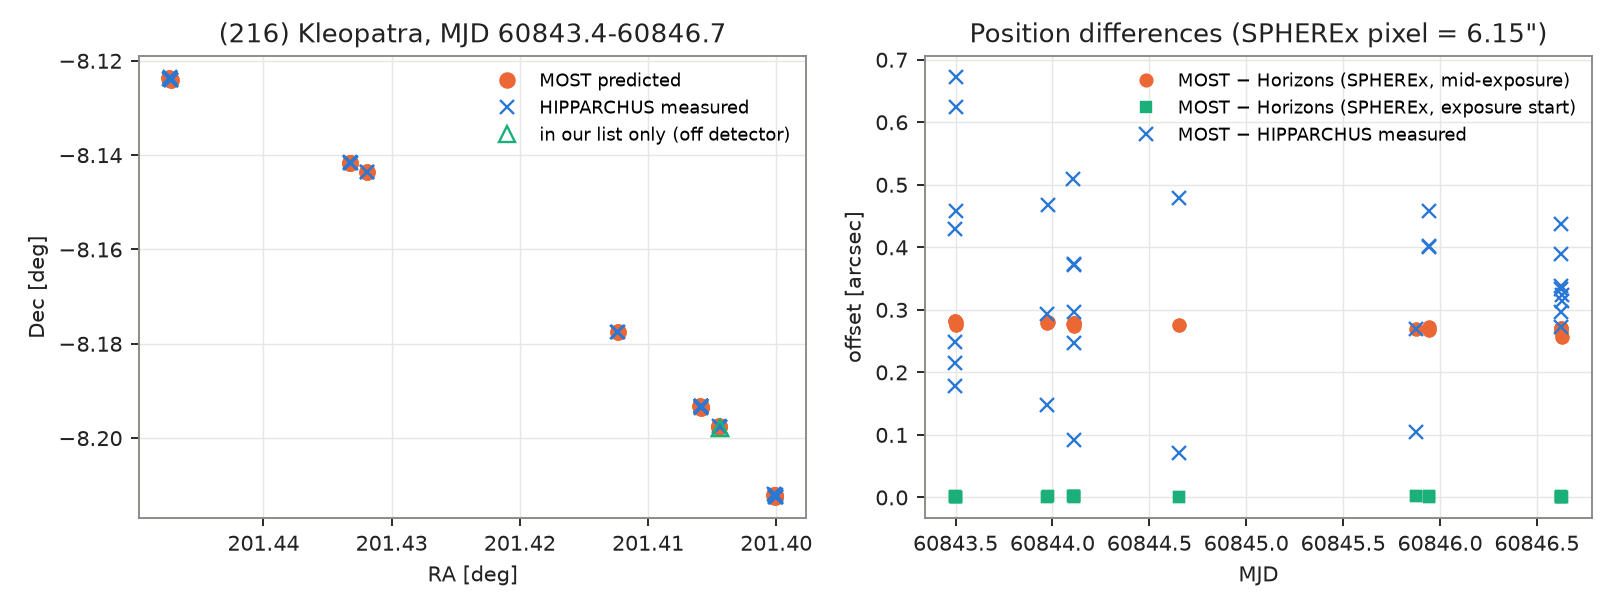 (216) Kleopatra, MJD 60843.4-60846.7
MOST predicted
HIPPARCHUS measured
in our list only (off detector)
−8.12
−8.14
−8.16
−8.18
−8.20
Dec [deg]
201.44
201.43
201.42
201.41
201.40
RA [deg]
Position differences (SPHEREx pixel = 6.15")
MOST − Horizons (SPHEREx, mid-exposure)
MOST − Horizons (SPHEREx, exposure start)
MOST − HIPPARCHUS measured
0.7
0.6
0.5
0.4
0.3
0.2
0.1
0.0
offset [arcsec]
60843.5
60844.0
60844.5
60845.0
60845.5
60846.0
60846.5
MJD